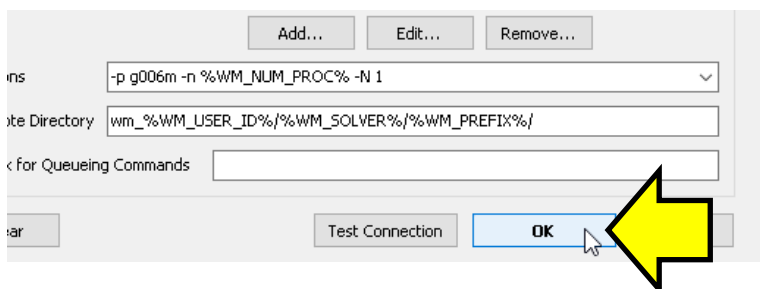 Add... Edit... Remove...
ons -p g006m -n %WM_NUM_PROC% -N 1
ote Directory wm_%WM_USER_ID%/%WM_SOLVER%/%WM_PREFIX%/
for Queueing Commands
ear Test Connection OK